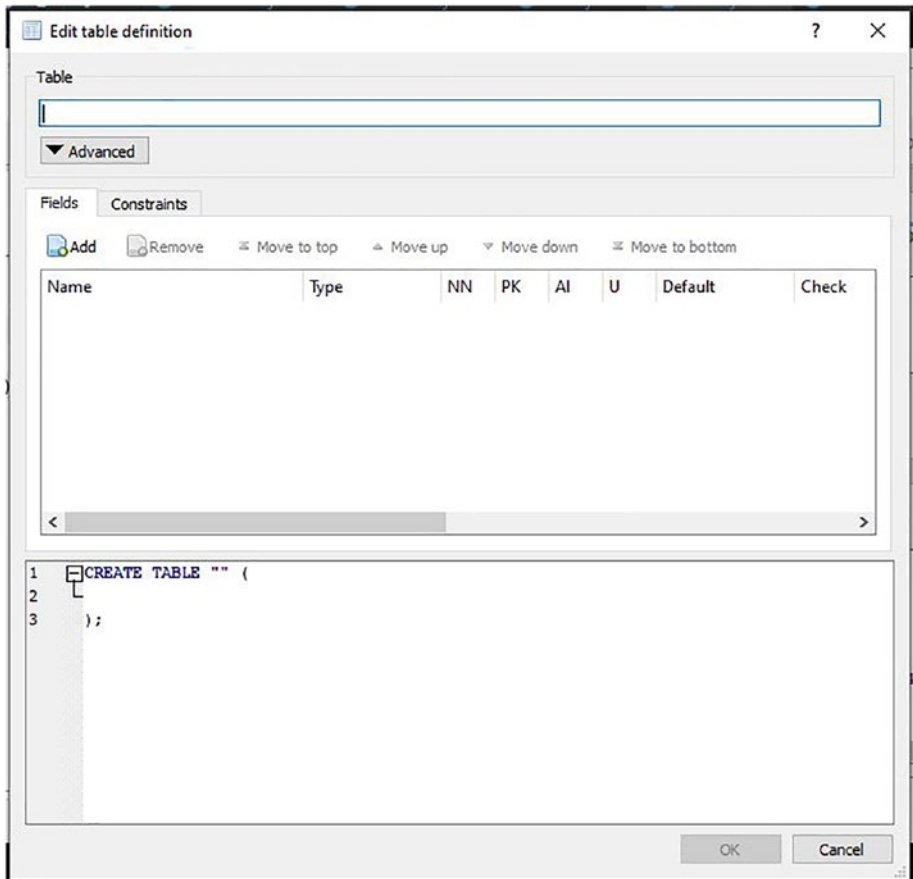 Edit table definition ?
Table
Advanced
Fields Constraints
Add Remove Move to top Move up Move down Move to bottom
Name Type NN PK AI U Default Check
1 CREATE TABLE "" (
2
3 );
OK Cancel